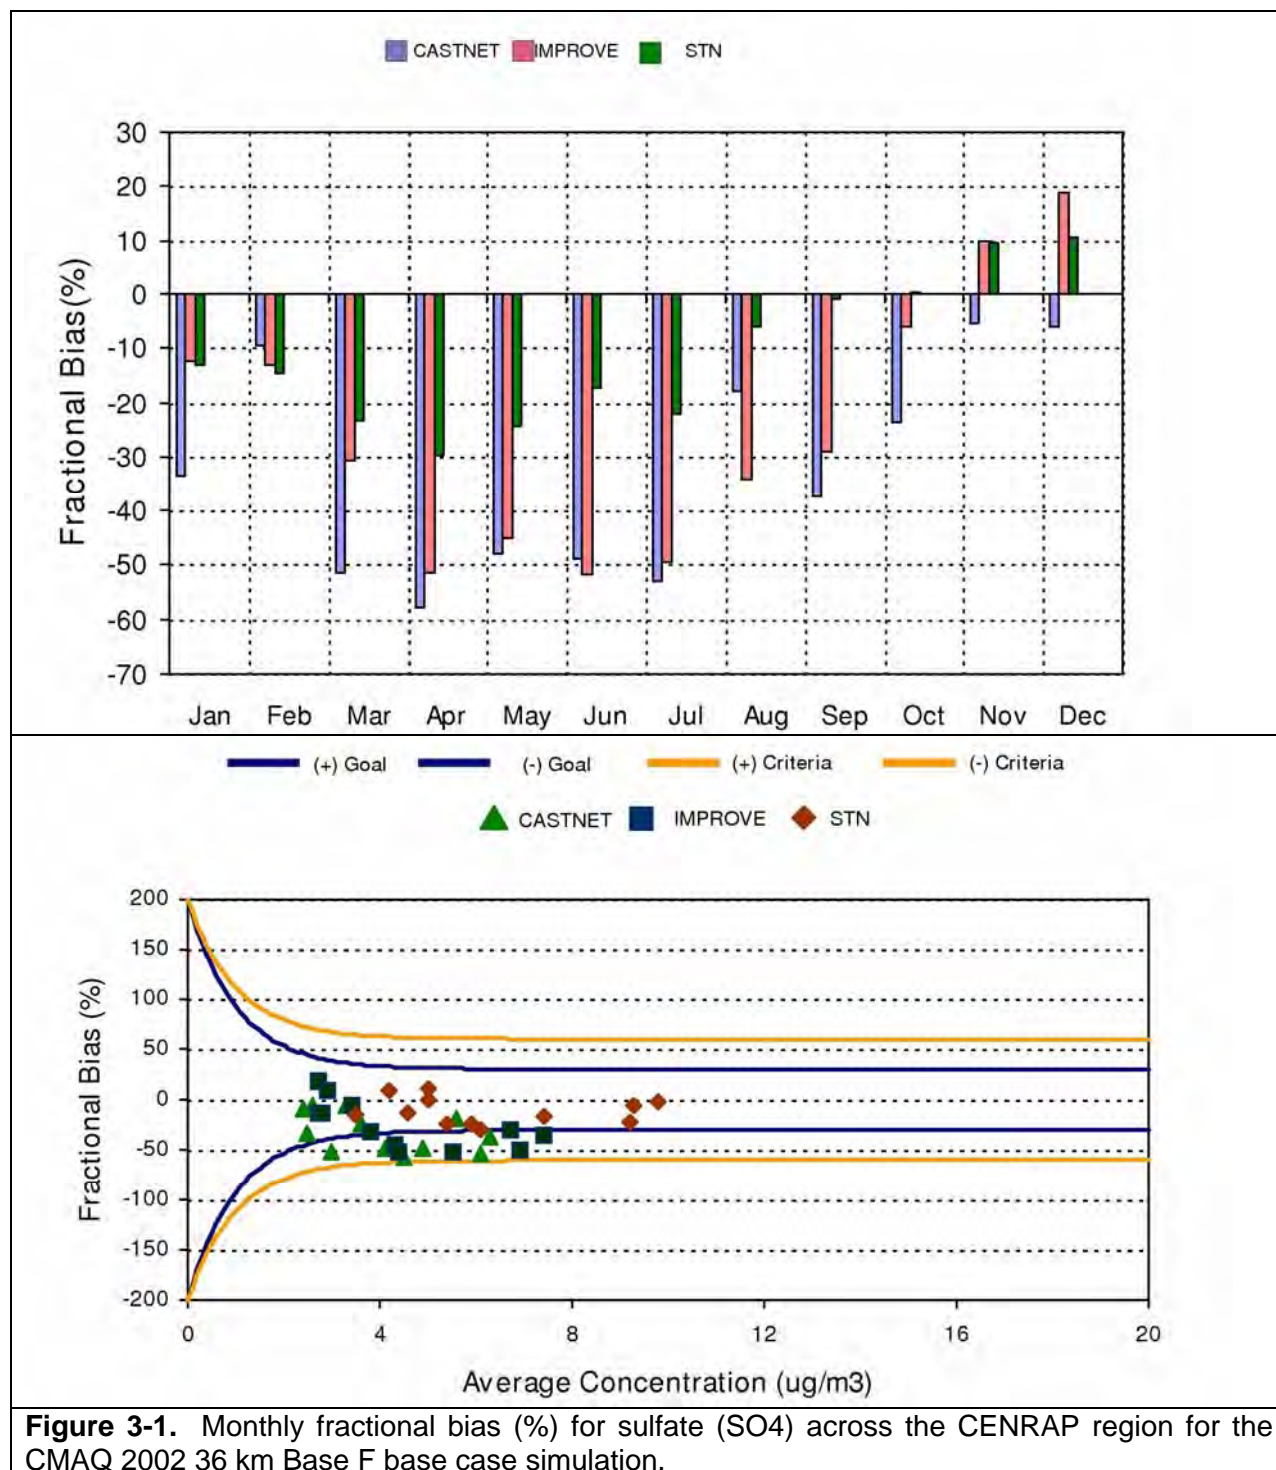 CASTNET IMPROVE STN
30
20
10
0
-10
-20
-30
-40
-50
-60
-70
Fractional Bias(%)
Jan Feb Mar Apr May Jun Jul Aug Sep Oct Nov Dec
(+) Goal (-) Goal (+) Criteria (-) Criteria
CASTNET IMPROVE STN
200
150
100
50
0
-50
-100
-150
-200
Fractional Bias (%)
0 4 8 12 16 20
Average Concentration (ug/m3)
Figure 3-1. Monthly fractional bias (%) for sulfate (SO4) across the CENRAP region for the
CMAQ 2002 36 km Base F base case simulation.